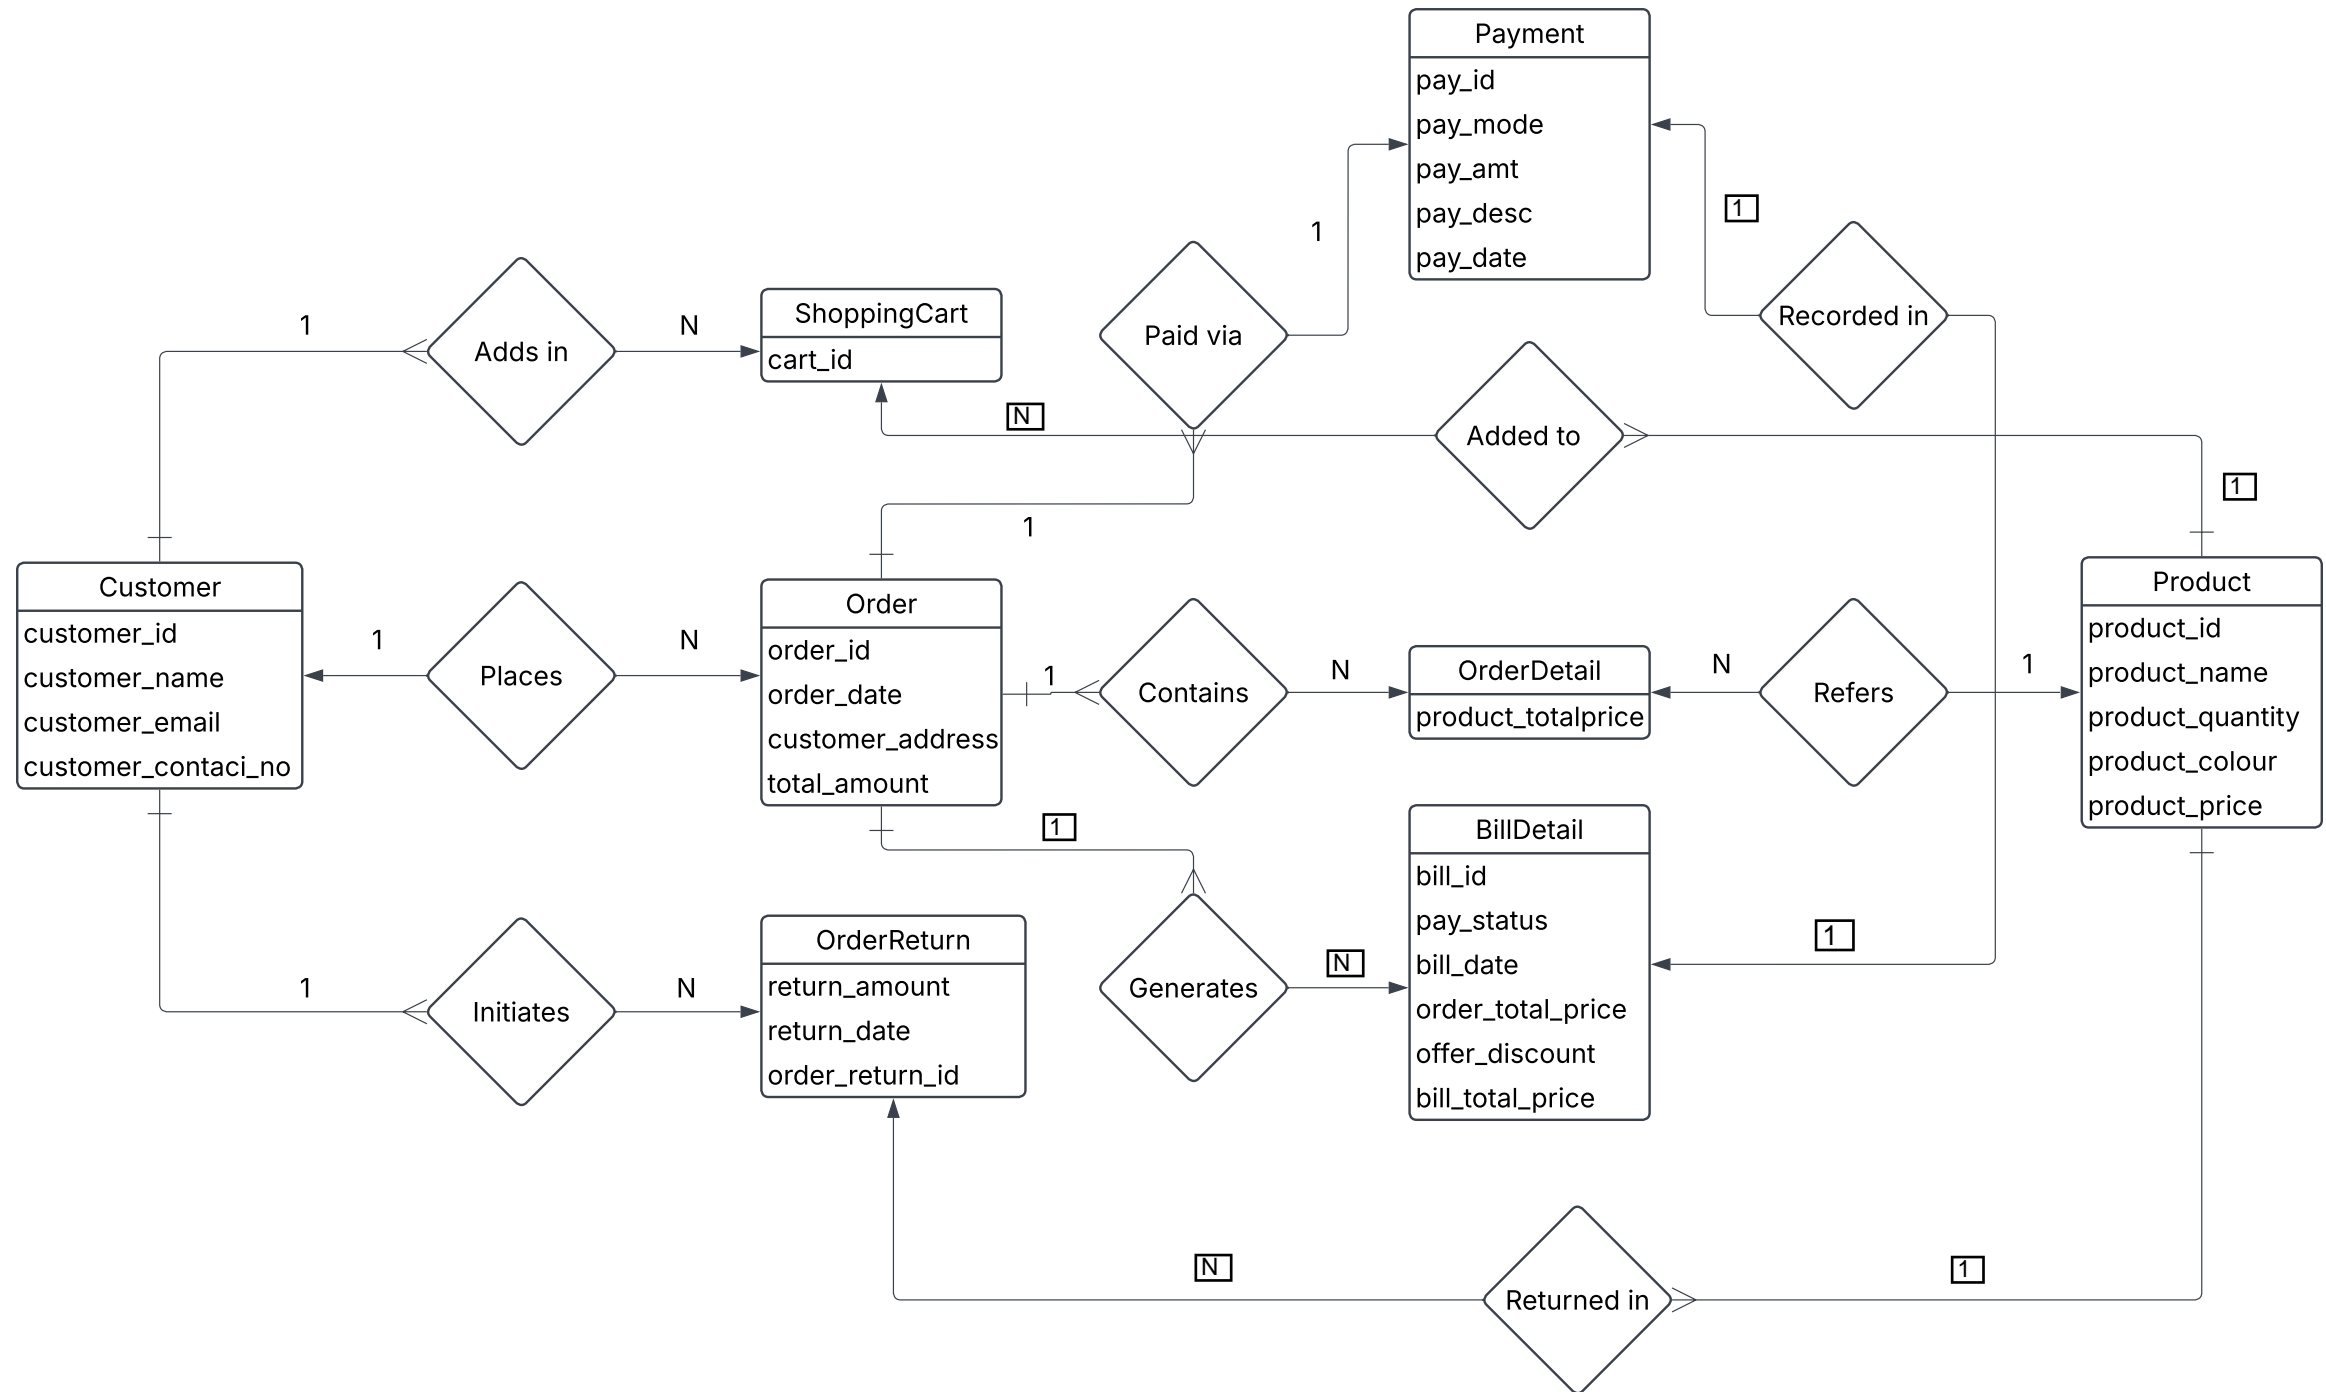 Payment
pay_id
pay_mode
pay_amt
pay_desc
pay_date
1
1
Recorded in
Paid via
1
Adds in
N
ShoppingCart
cart_id
N
Added to
1
1
Customer
customer_id
customer_name
customer_email
customer_contaci_no
1
Places
N
Order
order_id
order_date
customer_address
total_amount
1
Contains
N
OrderDetail
product_totalprice
N
Refers
1
Product
product_id
product_name
product_quantity
product_colour
product_price
1
BillDetail
bill_id
pay_status
bill_date
order_total_price
offer_discount
bill_total_price
1
OrderReturn
return_amount
return_date
order_return_id
1
Initiates
N
Generates
N
N
Returned in
1